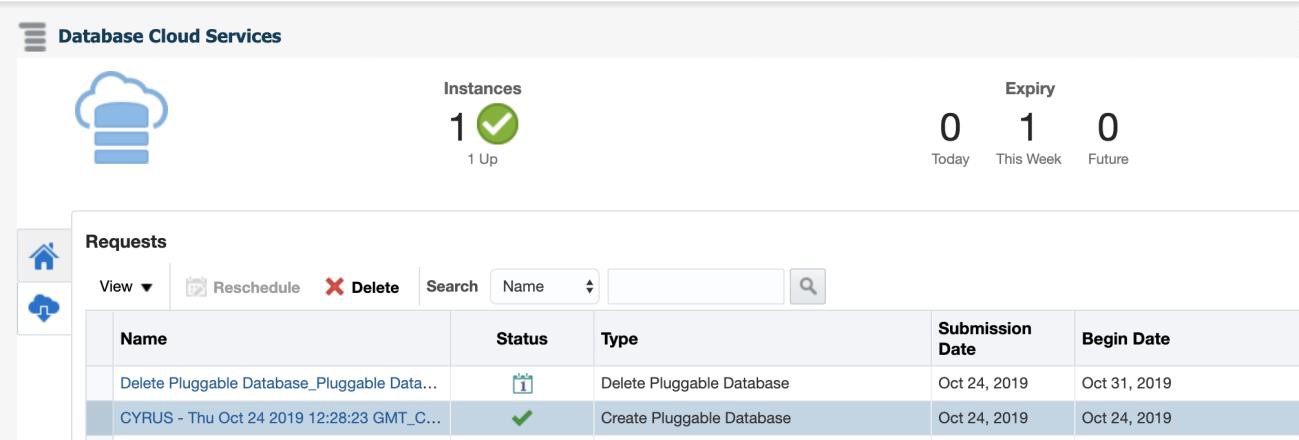 Database Cloud Services
Instances
Expiry
1
0 1 0
1 Up
Today This Week Future
Requests
View ▼ Reschedule Delete Search Name
Name Status Type Submission Date Begin Date
Delete Pluggable Database_Pluggable Data... 1 Delete Pluggable Database Oct 24, 2019 Oct 31, 2019
CYRUS - Thu Oct 24 2019 12:28:23 GMT_C... Create Pluggable Database Oct 24, 2019 Oct 24, 2019